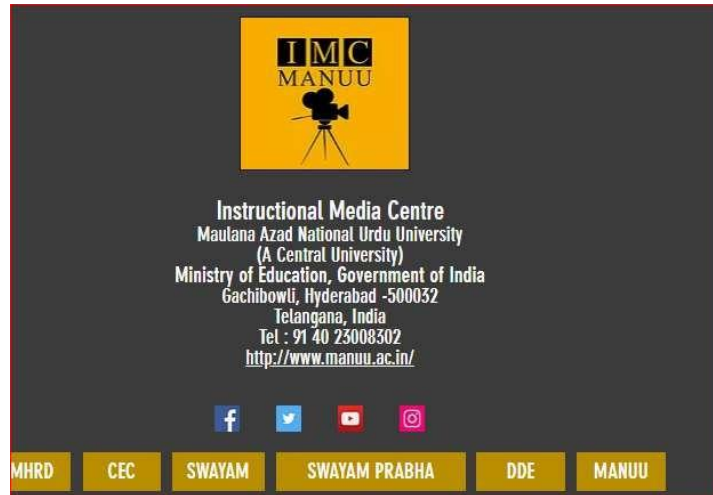 IMC
MANUU
Instructional Media Centre
Maulana Azad National Urdu University
(A Central University)
Ministry of Education, Government of India
Gachibowli, Hyderabad -500032
Telangana, India
Tel : 91 40 23008302
http://www.manuu.ac.in/
MHRD CEC SWAYAM SWAYAM PRABHA DDE MANUU